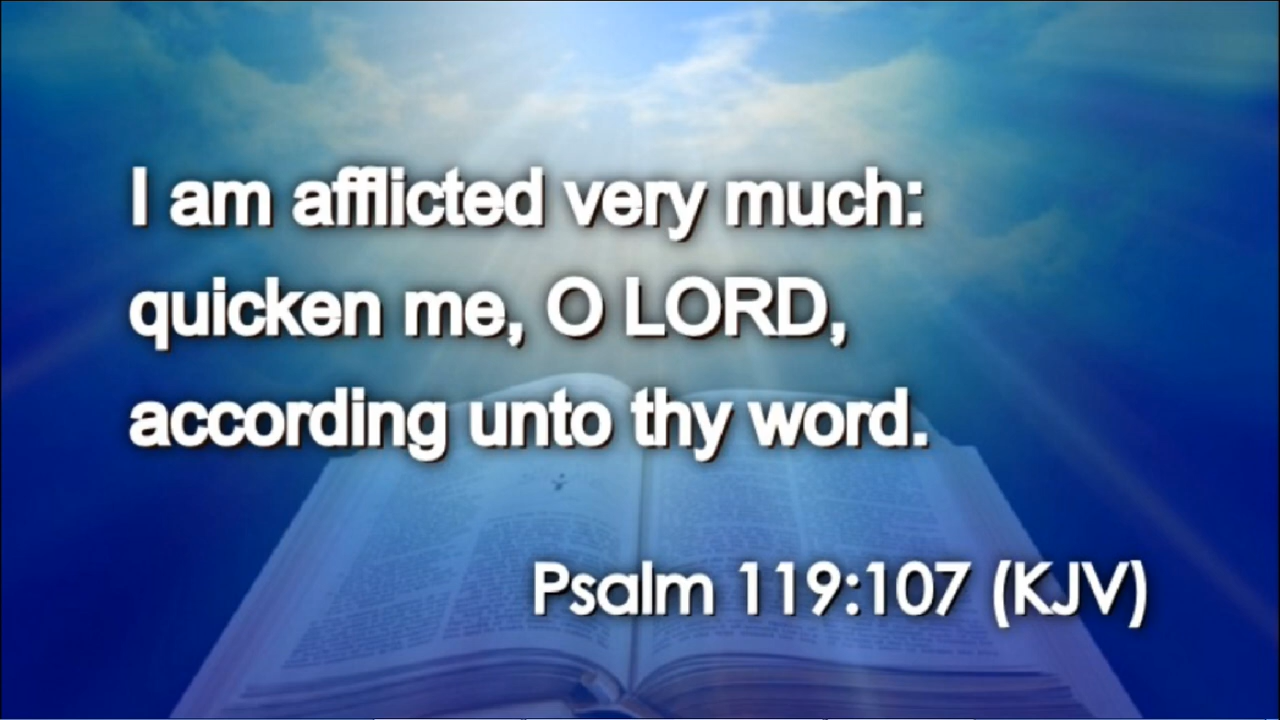 I am afflicted very much:
quicken me, O LORD,
according unto thy word.
Psalm 119:107 (KJV)